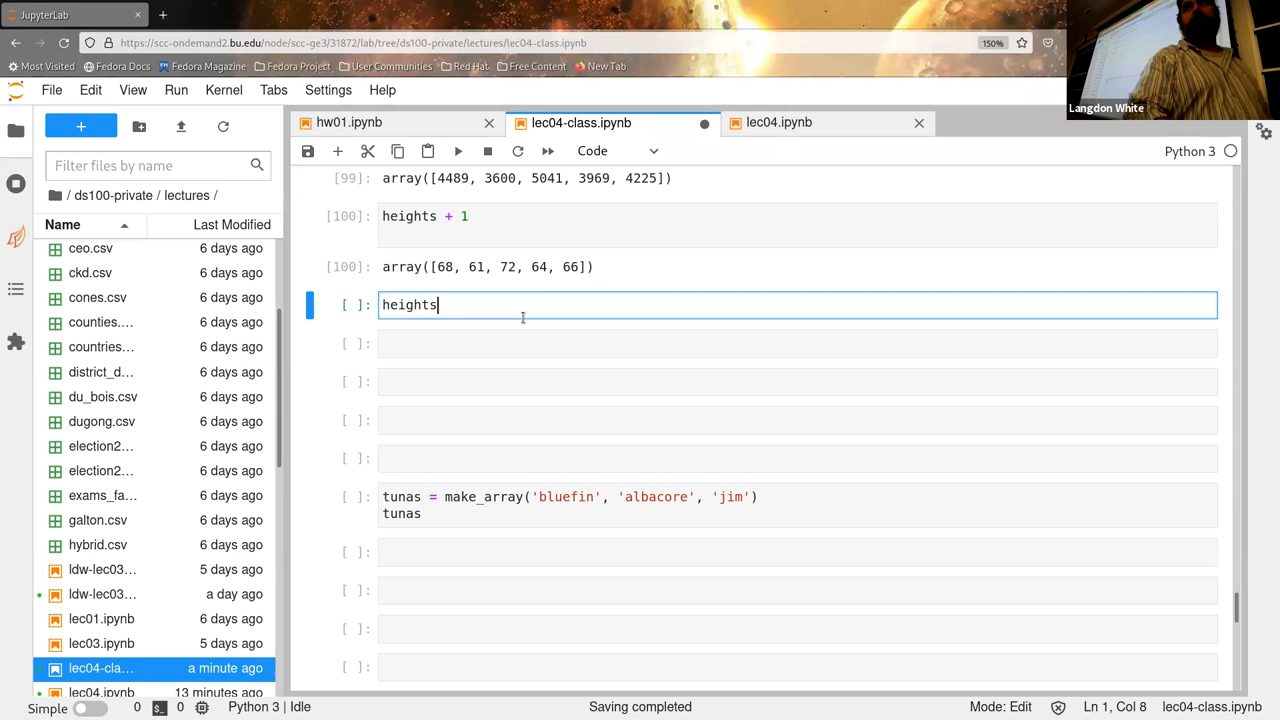 JupyterLab
https://scc-ondemand2.bu.edu/node/scc-ge3/31872/lab/tree/ds100-private/lectures/lec04-class.ipynb
150%
Most Visited
Fedora Docs
Fedora Magazine
Fedora Project
User Communities
Red Hat
Free Content
New Tab
Langdon White
File
Edit
View
Run
Kernel
Tabs
Settings
Help
hw01.ipynb
lec04-class.ipynb
lec04.ipynb
Code
Python 3
Filter files by name
/ ds100-private / lectures /
Name
Last Modified
ceo.csv 6 days ago
ckd.csv 6 days ago
cones.csv 6 days ago
counties.… 6 days ago
countries… 6 days ago
district_d… 6 days ago
du_bois.csv 6 days ago
dugong.csv 6 days ago
election2… 6 days ago
election2… 6 days ago
exams_fa… 6 days ago
galton.csv 6 days ago
hybrid.csv 6 days ago
ldw-lec03… 5 days ago
ldw-lec03… a day ago
lec01.ipynb 6 days ago
lec03.ipynb 5 days ago
lec04-cla… a minute ago
lec04.ipynb 13 minutes ago
[99]: array([4489, 3600, 5041, 3969, 4225])
[100]: heights + 1
[100]: array([68, 61, 72, 64, 66])
[ ]: heights
[ ]:
[ ]:
[ ]:
[ ]:
[ ]: tunas = make_array('bluefin', 'albacore', 'jim')
tunas
[ ]:
[ ]:
[ ]:
[ ]:
Simple
0
$_
0
Python 3 | Idle
Saving completed
Mode: Edit
Ln 1, Col 8
lec04-class.ipynb